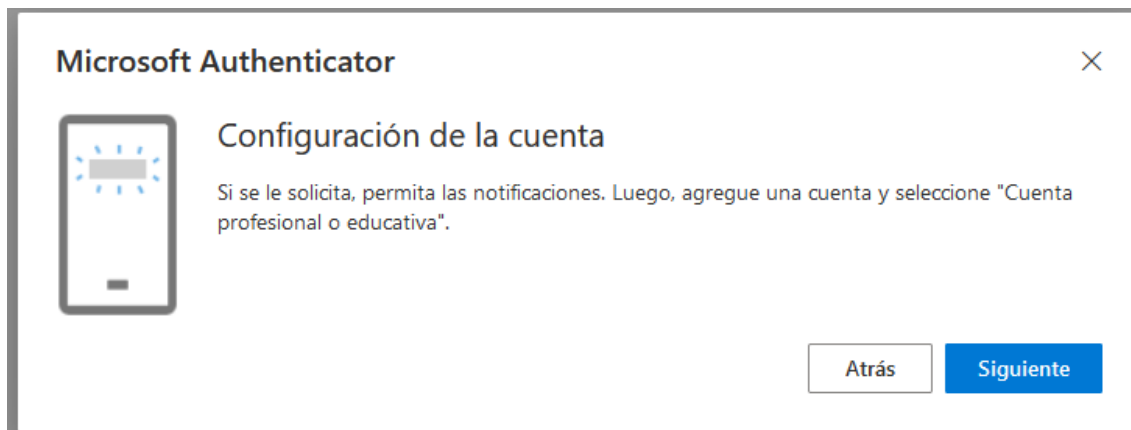 Microsoft Authenticator
Configuración de la cuenta
Si se le solicita, permita las notificaciones. Luego, agregue una cuenta y seleccione "Cuenta
profesional o educativa".
Atrás
Siguiente